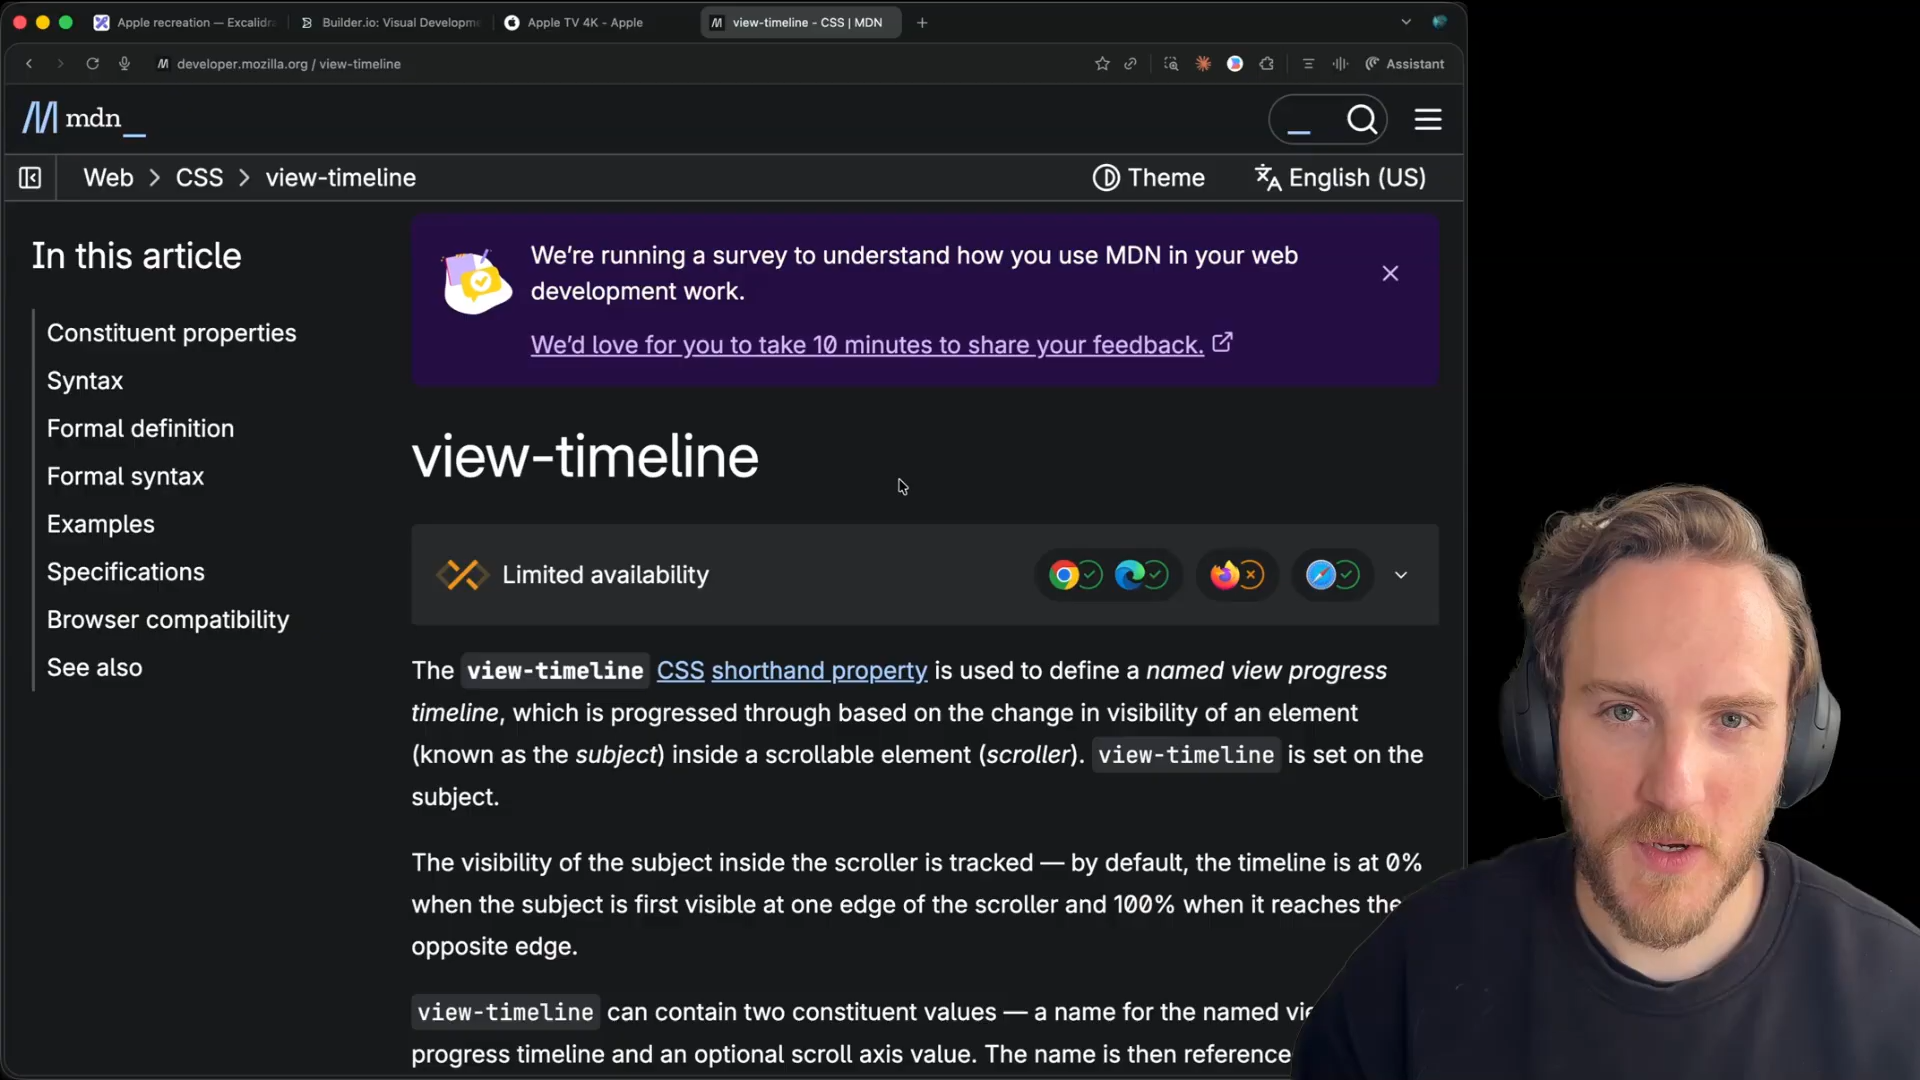 Apple recreation — Excalidra
Builder.io: Visual Developm
Apple TV 4K - Apple
view-timeline - CSS | MDN
developer.mozilla.org / view-timeline
Assistant
mdn_
Web > CSS > view-timeline
Theme
English (US)
In this article
Constituent properties
Syntax
Formal definition
Formal syntax
Examples
Specifications
Browser compatibility
See also
We're running a survey to understand how you use MDN in your web
development work.
We'd love for you to take 10 minutes to share your feedback.
view-timeline
Limited availability
The view-timeline CSS shorthand property is used to define a named view progress
timeline, which is progressed through based on the change in visibility of an element
(known as the subject) inside a scrollable element (scroller). view-timeline is set on the
subject.
The visibility of the subject inside the scroller is tracked — by default, the timeline is at 0%
when the subject is first visible at one edge of the scroller and 100% when it reaches the
opposite edge.
view-timeline can contain two constituent values — a name for the named vie
progress timeline and an optional scroll axis value. The name is then reference